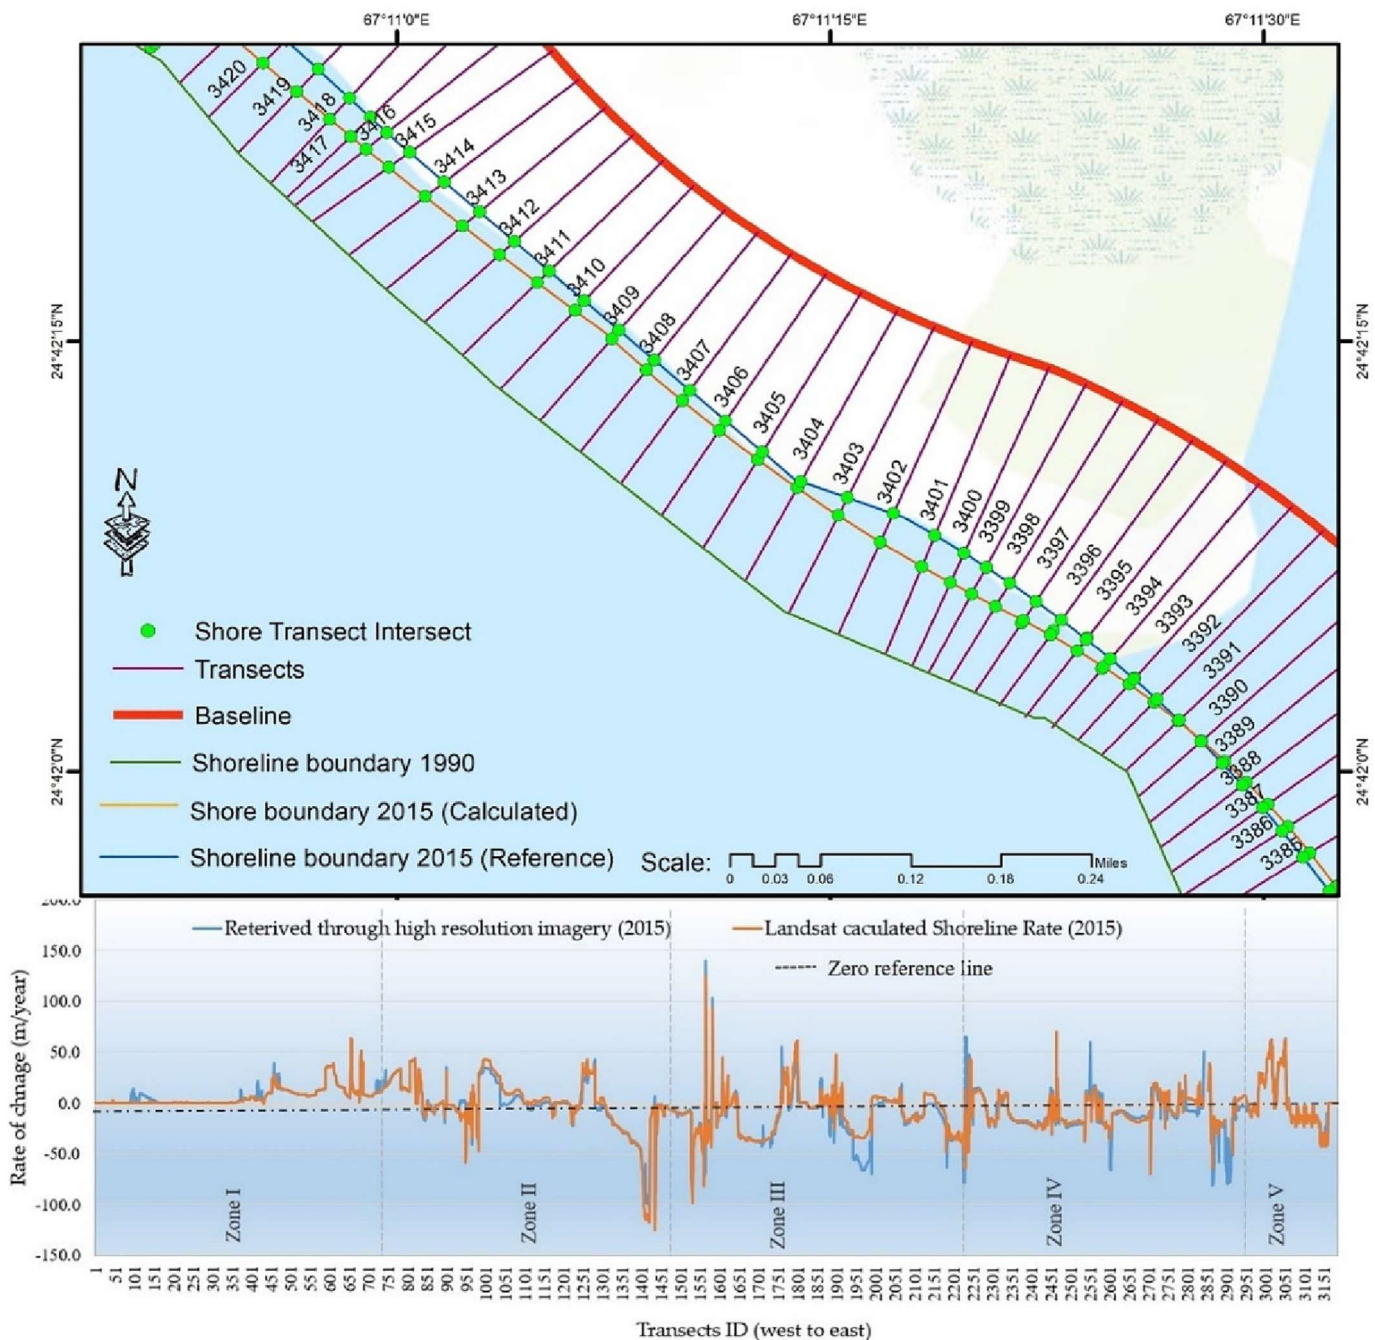 67°11'0"E 67°11'15"E 67°11'30"E
3420
3419
3418
3417
3416
3415
3414
3413
3412
3411
3410
3409
3408
3407
3406
3405
3404
3403
3402
3401
3400
3399
3398
3397
3396
3395
3394
3393
3392
3391
3390
3389
3388
3387
3386
3385
24°42'15"N 24°42'15"N
24°42'0"N 24°42'0"N
N
Shore Transect Intersect
Transects
Baseline
Shoreline boundary 1990
Shore boundary 2015 (Calculated)
Shoreline boundary 2015 (Reference)
Scale: Miles
0 0.03 0.06 0.12 0.18 0.24
200.0
150.0
100.0
50.0
0.0
-50.0
-100.0
-150.0
Rate of chnage (m/year)
Reterived through high resolution imagery (2015) Landsat caculated Shoreline Rate (2015)
Zero reference line
Zone I Zone II Zone III Zone IV Zone V
1 51 101 151 201 251 301 351 401 451 501 551 601 651 701 751 801 851 901 951 1001 1051 1101 1151 1201 1251 1301 1351 1401 1451 1501 1551 1601 1651 1701 1751 1801 1851 1901 1951 2001 2051 2101 2151 2201 2251 2301 2351 2401 2451 2501 2551 2601 2651 2701 2751 2801 2851 2901 2951 3001 3051 3101 3151
Transects ID (west to east)